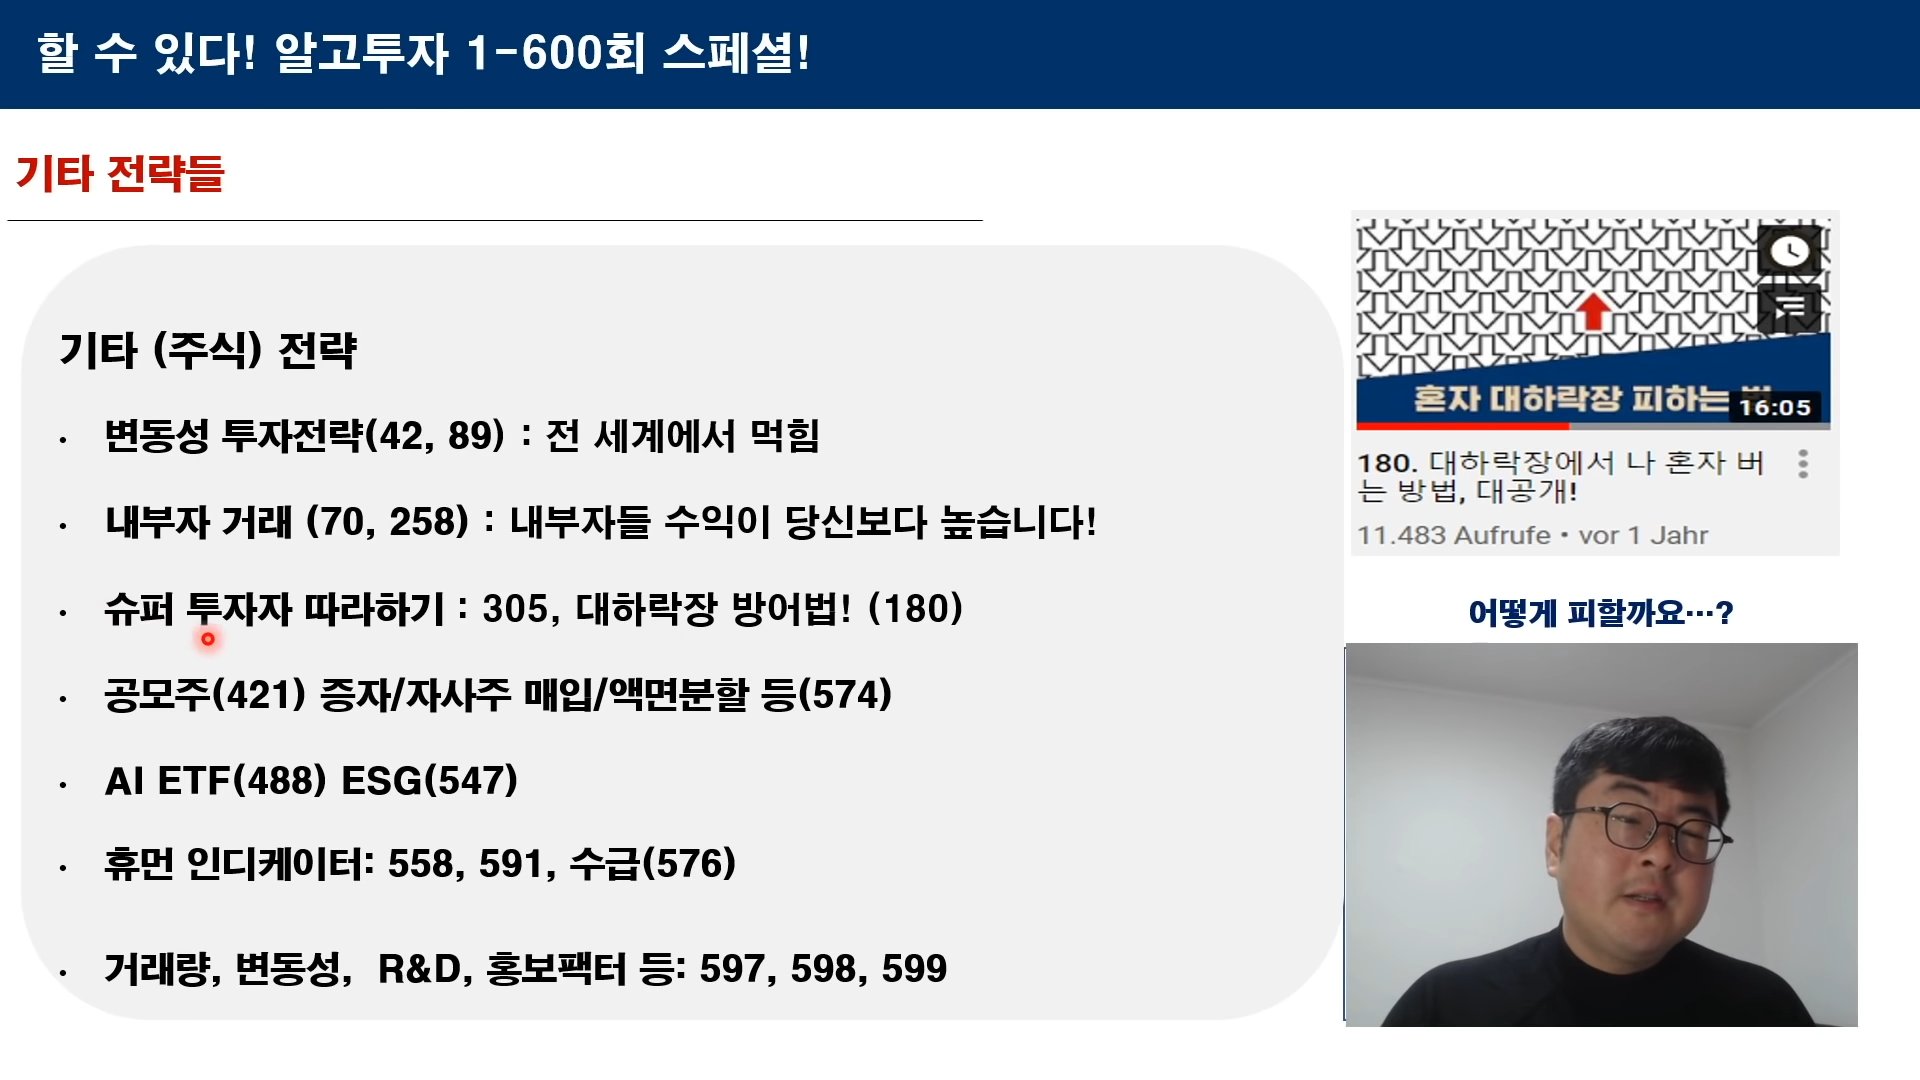 할 수 있다! 알고투자 1-600회 스페셜!
기타 전략들
기타 (주식) 전략
• 변동성 투자전략(42, 89) : 전 세계에서 먹힘
• 내부자 거래 (70, 258) : 내부자들 수익이 당신보다 높습니다!
• 슈퍼 투자자 따라하기 : 305, 대하락장 방어법! (180)
• 공모주(421) 증자/자사주 매입/액면분할 등(574)
• AI ETF(488) ESG(547)
• 휴먼 인디케이터: 558, 591, 수급(576)
• 거래량, 변동성, R&D, 홍보팩터 등: 597, 598, 599
혼자 대하락장 피하는
16:05
180. 대하락장에서 나 혼자 버
는 방법, 대공개!
11.483 Aufrufe • vor 1 Jahr
어떻게 피할까요…?